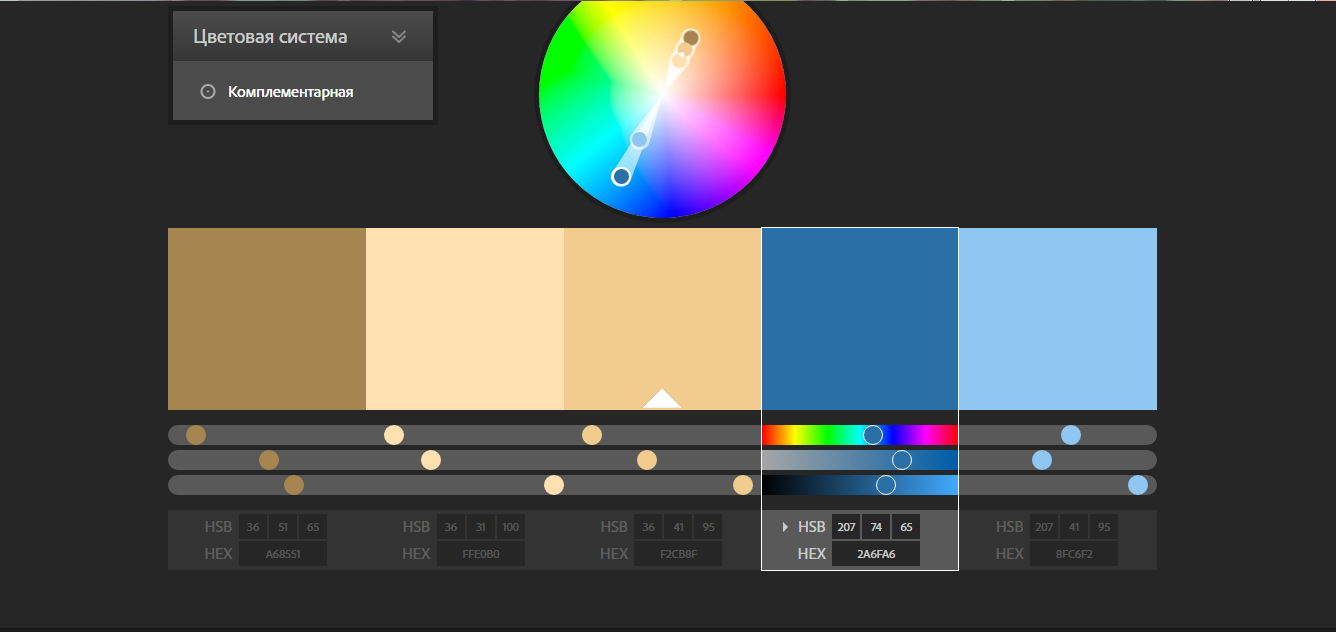 Цветовая система
Комплементарная
HSB 36 51 65
HEX A68551
HSB 36 31 100
HEX FFE0B0
HSB 36 41 95
HEX F2CB8F
HSB 207 74 65
HEX 2A6FA6
HSB 207 41 95
HEX 8FC6F2